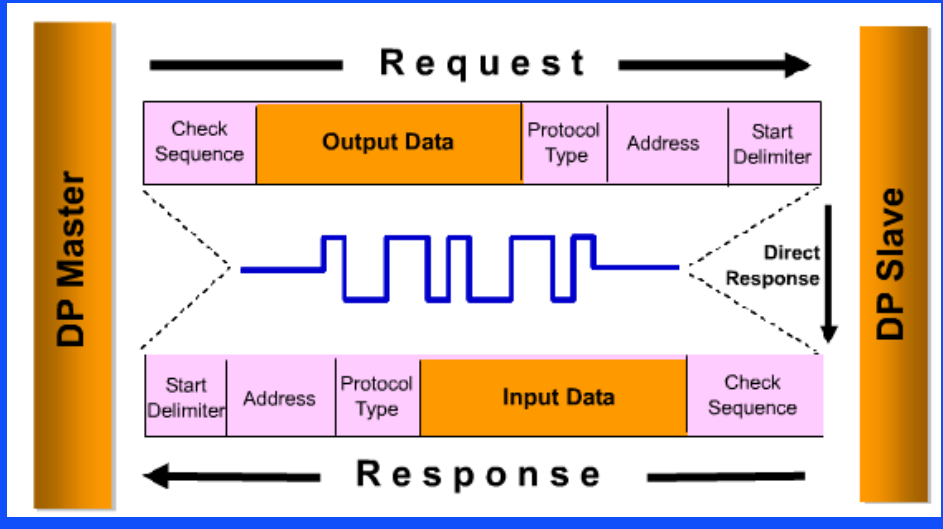 DP Master
Request
Check
Sequence
Output Data
Protocol
Type
Address
Start
Delimiter
Direct
Response
DP Slave
Start
Delimiter
Address
Protocol
Type
Input Data
Check
Sequence
Response